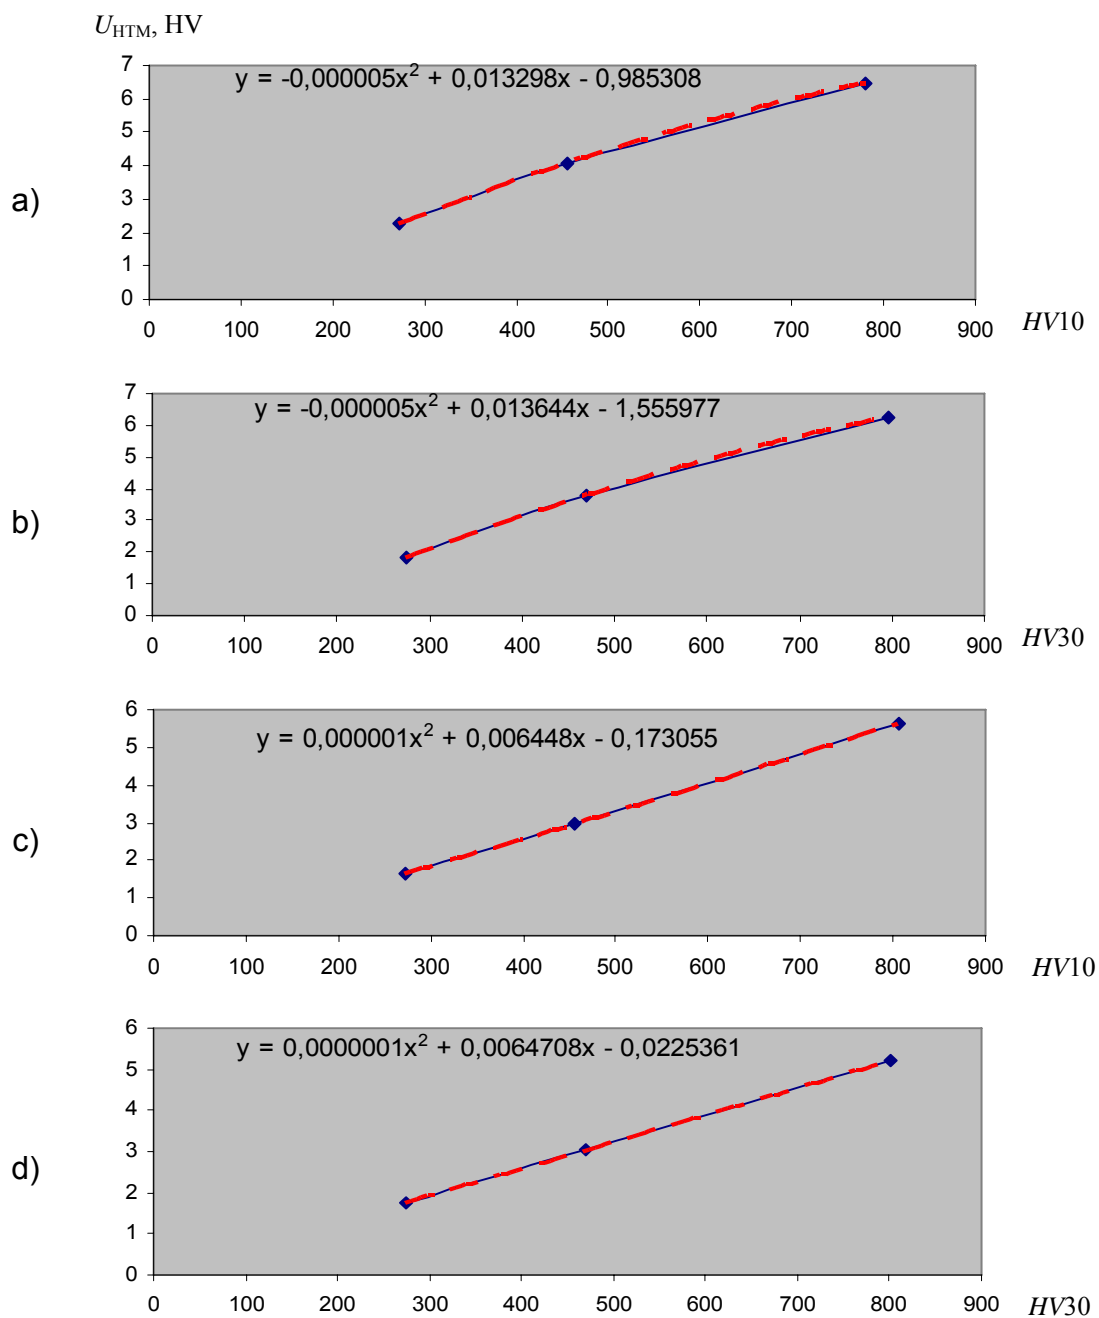 U_HTM, HV
a)
y = -0,000005x² + 0,013298x - 0,985308
7
6
5
4
3
2
1
0
0 100 200 300 400 500 600 700 800 900 HV10
b)
y = -0,000005x² + 0,013644x - 1,555977
7
6
5
4
3
2
1
0
0 100 200 300 400 500 600 700 800 900 HV30
c)
y = 0,000001x² + 0,006448x - 0,173055
6
5
4
3
2
1
0
0 100 200 300 400 500 600 700 800 900 HV10
d)
y = 0,0000001x² + 0,0064708x - 0,0225361
6
5
4
3
2
1
0
0 100 200 300 400 500 600 700 800 900 HV30